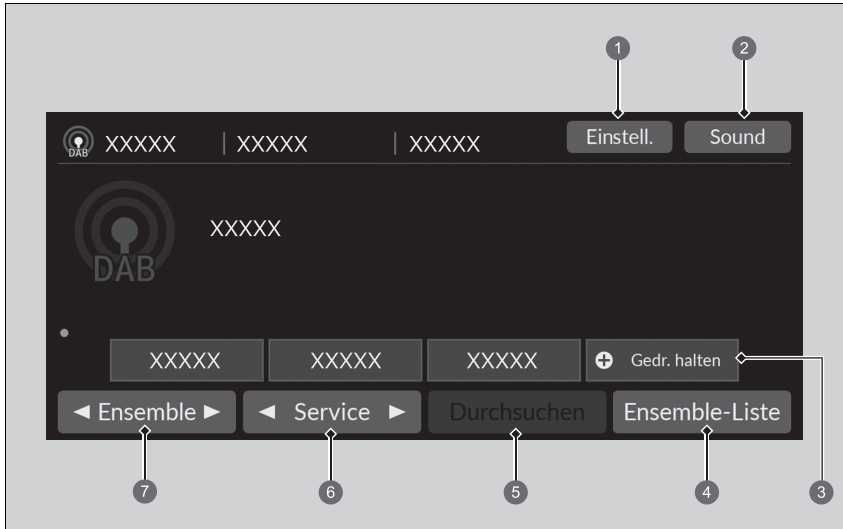 1 2
Einstell. Sound
DAB XXXXX | XXXXX | XXXXX
XXXXX
DAB
XXXXX XXXXX XXXXX Gedr. halten
◄ Ensemble ► ◄ Service ► Durchsuchen Ensemble-Liste
7 6 5 4 3